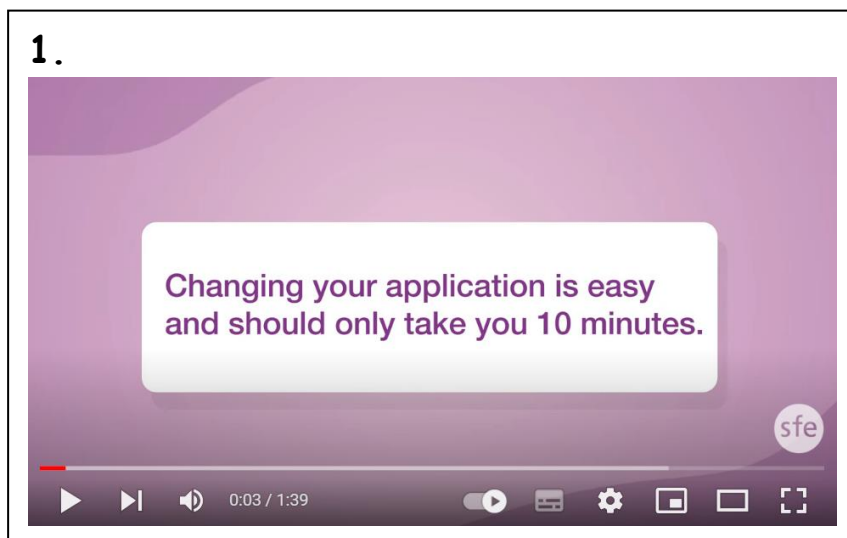 1.
Changing your application is easy
and should only take you 10 minutes.
sfe
0:03 / 1:39